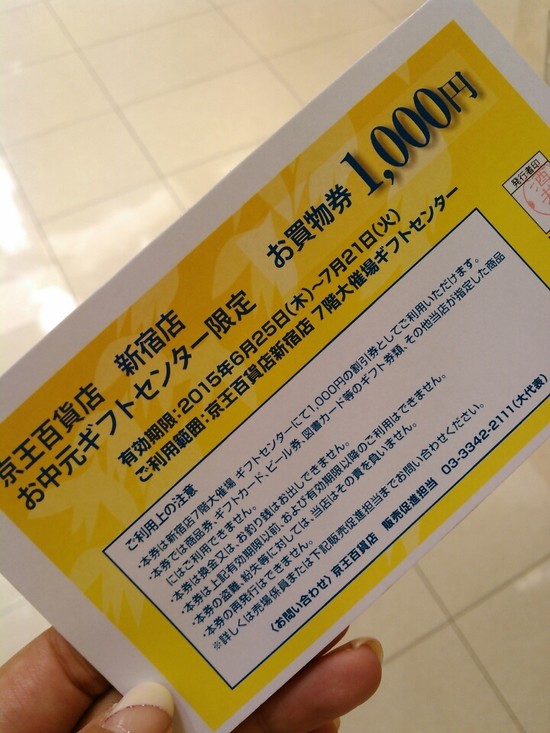 京王百貨店 新宿店
お中元ギフトセンター限定 お買物券 1,000円
有効期限:2015年6月25日(木)~7月21日(火)
ご利用範囲:京王百貨店新宿店 7階大催場ギフトセンター
発行者印
ご利用上の注意
・本券は新宿店7階大催場 ギフトセンターにて1,000円の割引券としてご利用いただけます。
・本券では商品券、ギフトカード、ビール券、図書カード等のギフト券類、その他当店が指定した商品
にはご利用できません。
・本券は換金又は、お釣り銭はお出しできません。
・本券は上記有効期限以前、および有効期限以降のご利用はできません。
・本券の盗難、紛失等に対しては、当店はその責を負いません。
・本券の再発行はできません。
※詳しくは売場係員または下記販売促進担当までお問い合わせください。
〈お問い合わせ〉京王百貨店 販売促進担当 03-3342-2111(大代表)